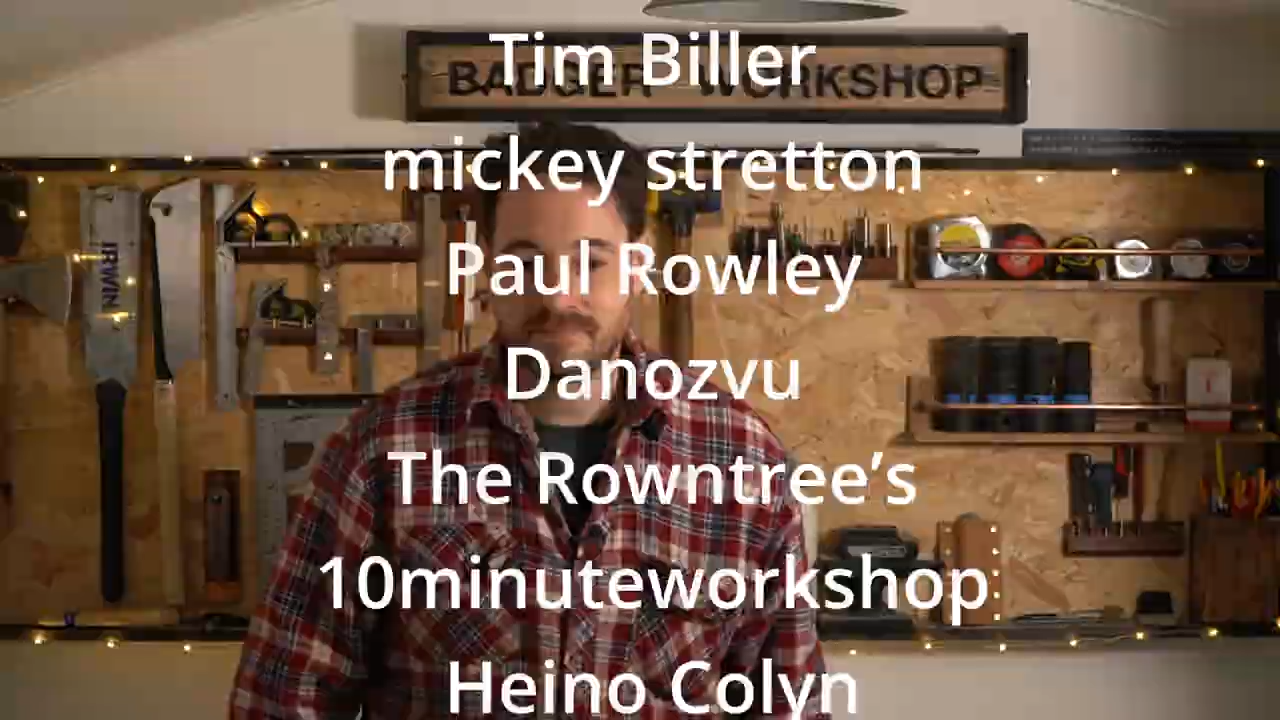 Tim Biller
BADGER WORKSHOP
mickey stretton
Paul Rowley
IRWIN
Danozvu
The Rowntree’s
10minuteworkshop
Heino Colyn